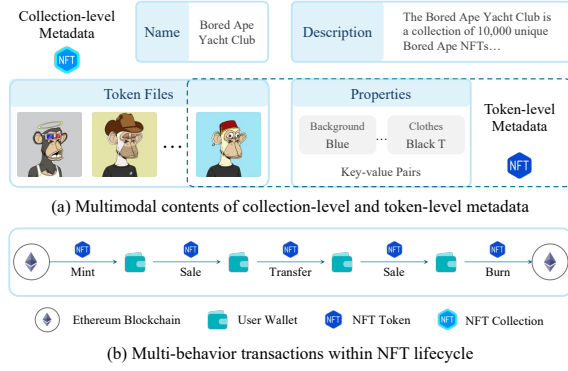 Collection-level
Metadata
NFT
Name
Bored Ape
Yacht Club
Description
The Bored Ape Yacht Club is
a collection of 10,000 unique
Bored Ape NFTs…
Token Files
...
Properties
Background
Blue
...
Clothes
Black T
Key-value Pairs
Token-level
Metadata
NFT
(a) Multimodal contents of collection-level and token-level metadata
NFT
Mint
NFT
Sale
NFT
Transfer
NFT
Sale
NFT
Burn
Ethereum Blockchain
User Wallet
NFT
NFT Token
NFT
NFT Collection
(b) Multi-behavior transactions within NFT lifecycle